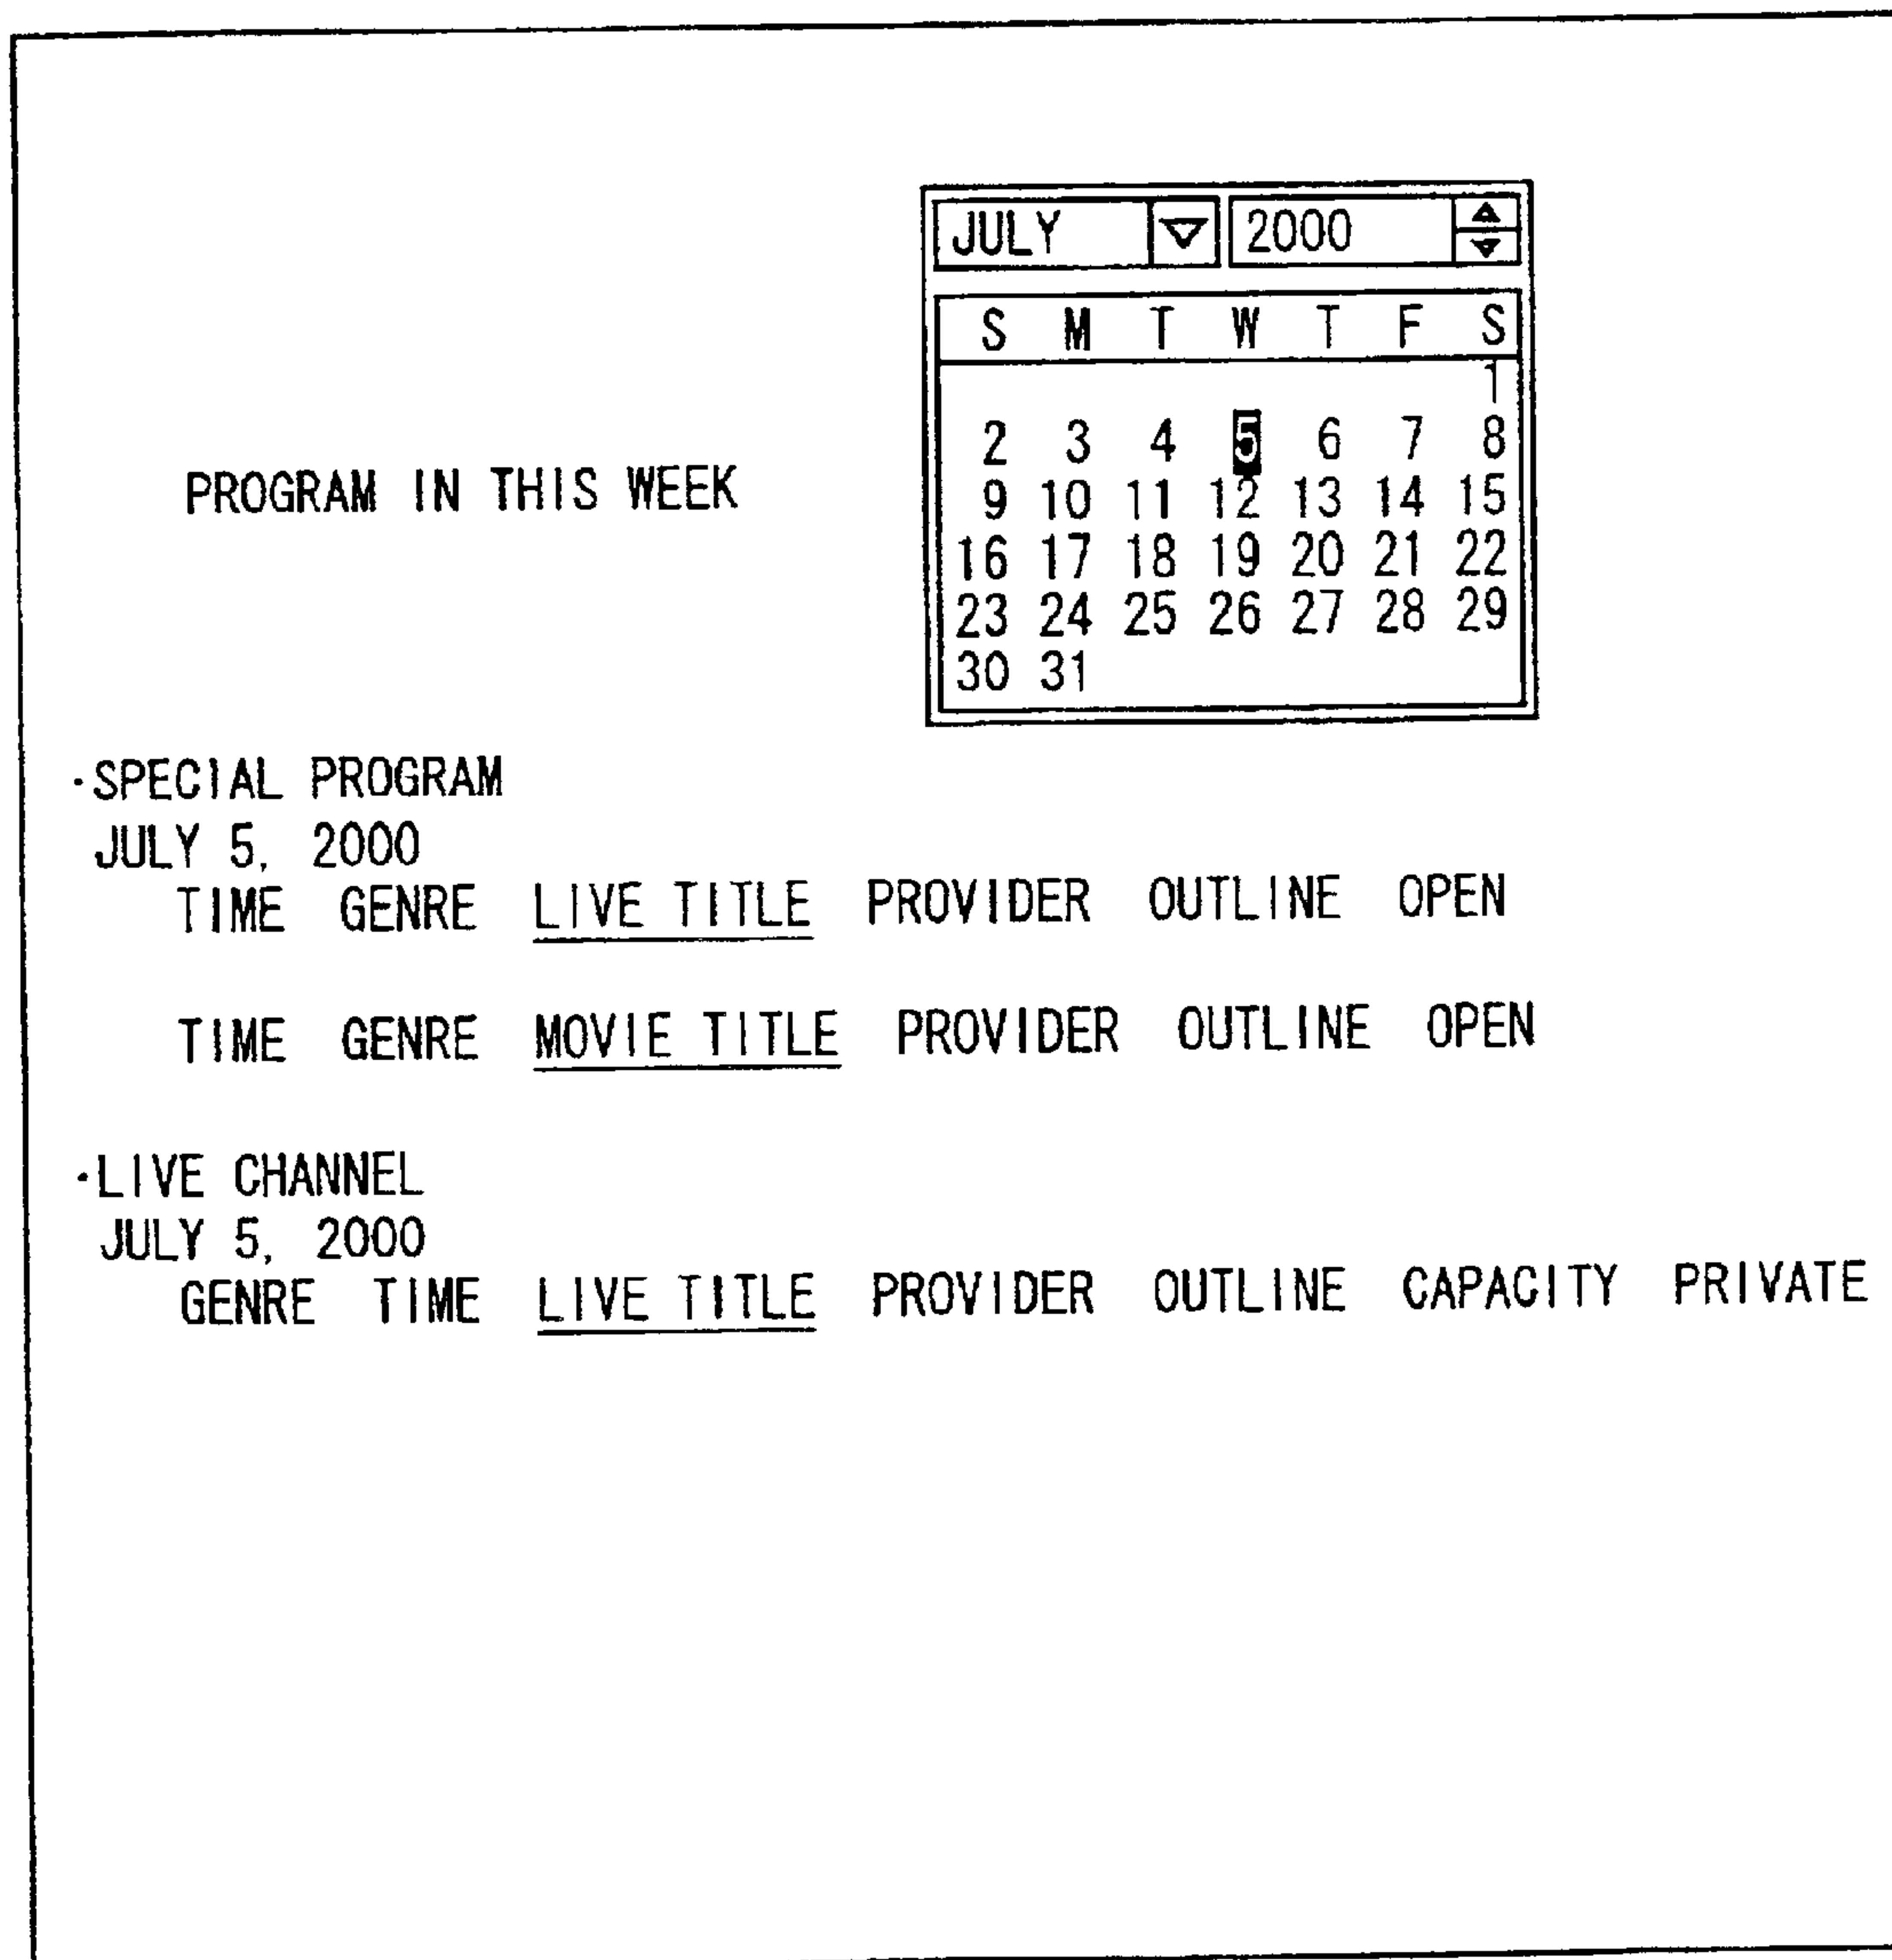 JULY 2000
S M T W T F S
1
2 3 4 5 6 7 8
PROGRAM IN THIS WEEK
9 10 11 12 13 14 15
16 17 18 19 20 21 22
23 24 25 26 27 28 29
30 31
·SPECIAL PROGRAM
JULY 5, 2000
TIME GENRE LIVE TITLE PROVIDER OUTLINE OPEN
TIME GENRE MOVIE TITLE PROVIDER OUTLINE OPEN
·LIVE CHANNEL
JULY 5, 2000
GENRE TIME LIVE TITLE PROVIDER OUTLINE CAPACITY PRIVATE